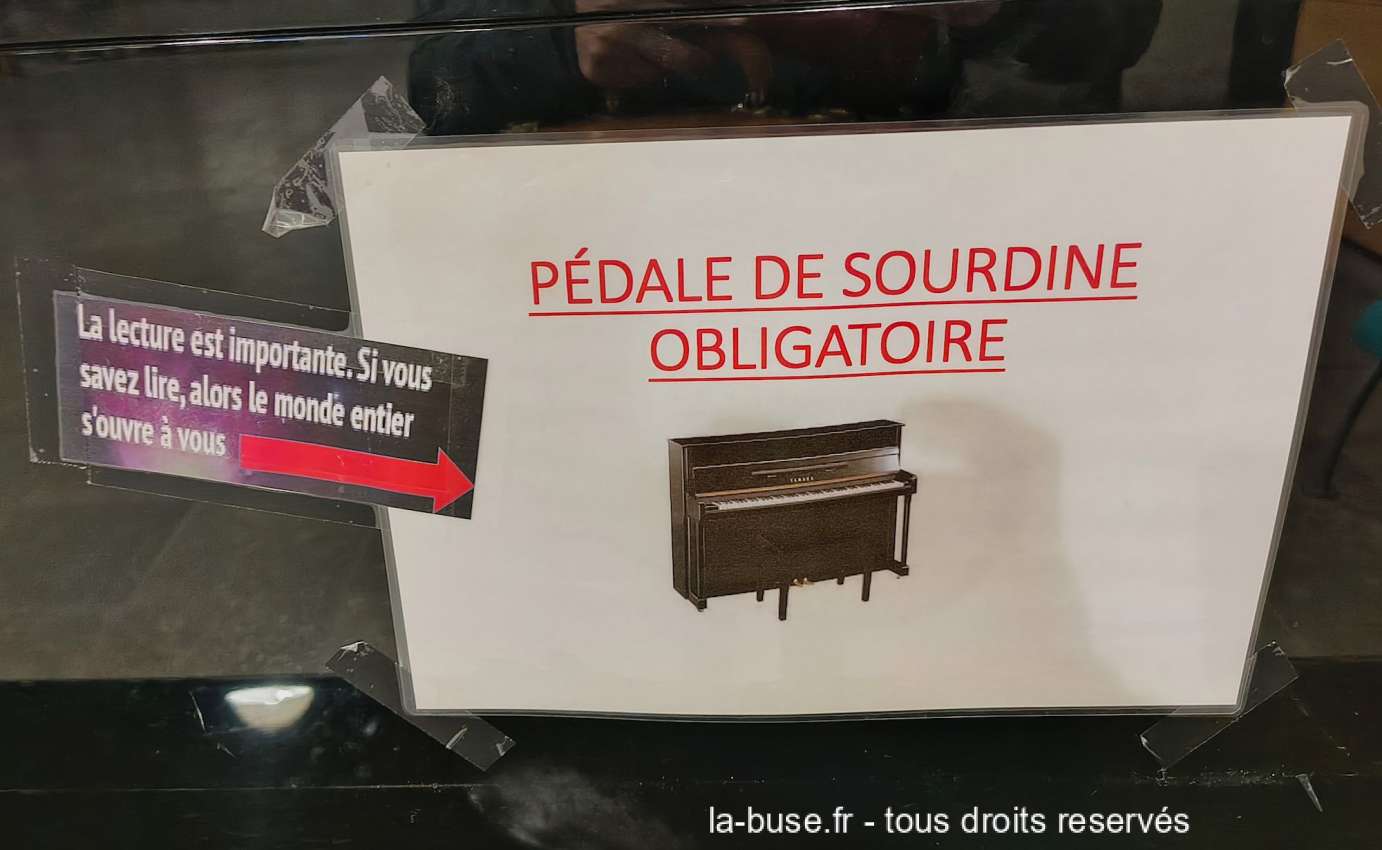 PÉDALE DE SOURDINE
OBLIGATOIRE
La lecture est importante. Si vous
savez lire, alors le monde entier
s'ouvre à vous
YAMAHA
la-buse.fr - tous droits reservés